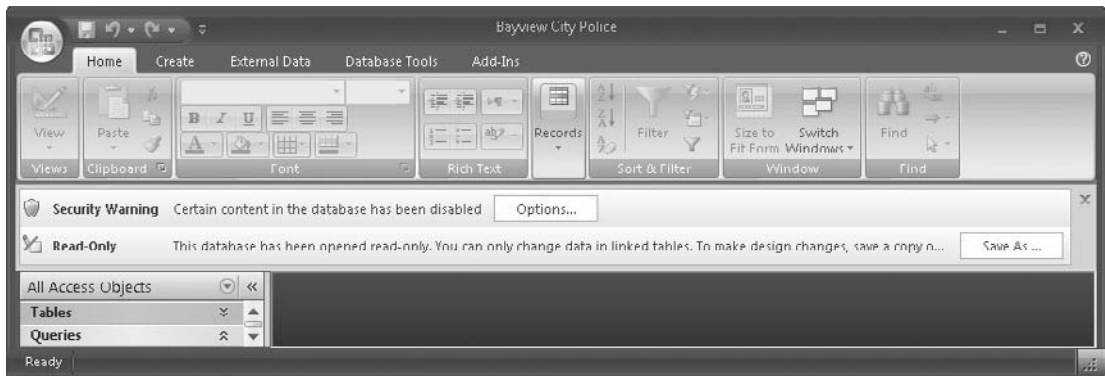 Bayview City Police
Home Create External Data Database Tools Add-Ins
View Paste B I U A ab Records Filter Size to Fit Form Switch Windows Find
Views Clipboard Font Rich Text Sort & Filter Window Find
Security Warning Certain content in the database has been disabled Options...
Read-Only This database has been opened read-only. You can only change data in linked tables. To make design changes, save a copy o... Save As ...
All Access Objects
Tables
Queries
Ready